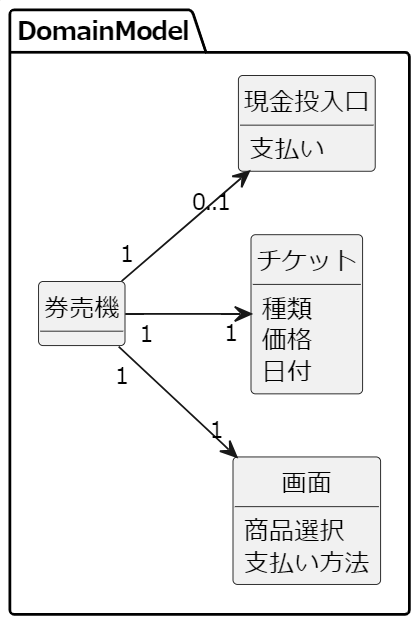 DomainModel
現金投入口
支払い
0..1
1
チケット
種類
価格
日付
券売機
1
1
1
1
画面
商品選択
支払い方法